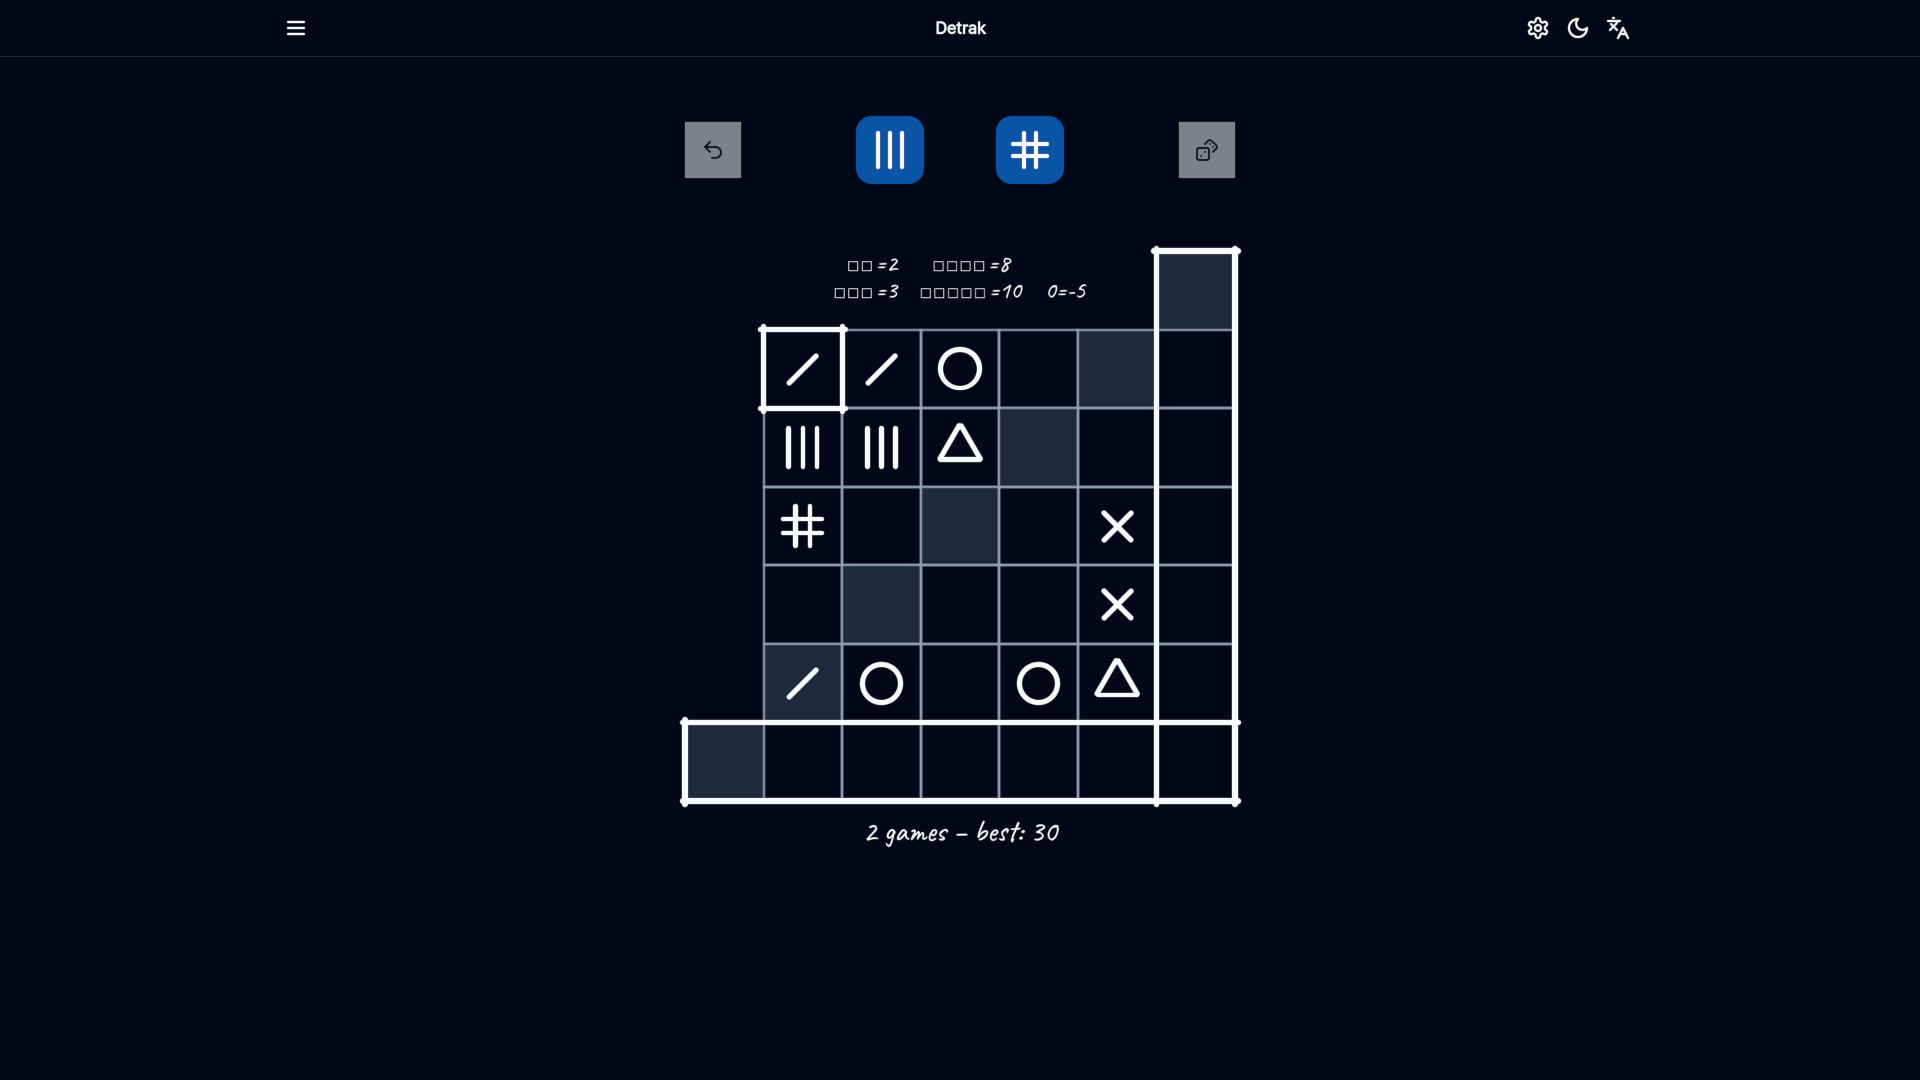 Detrak
□□ =2 □□□□ =8
□□□ =3 □□□□□ =10 0=-5
2 games – best: 30